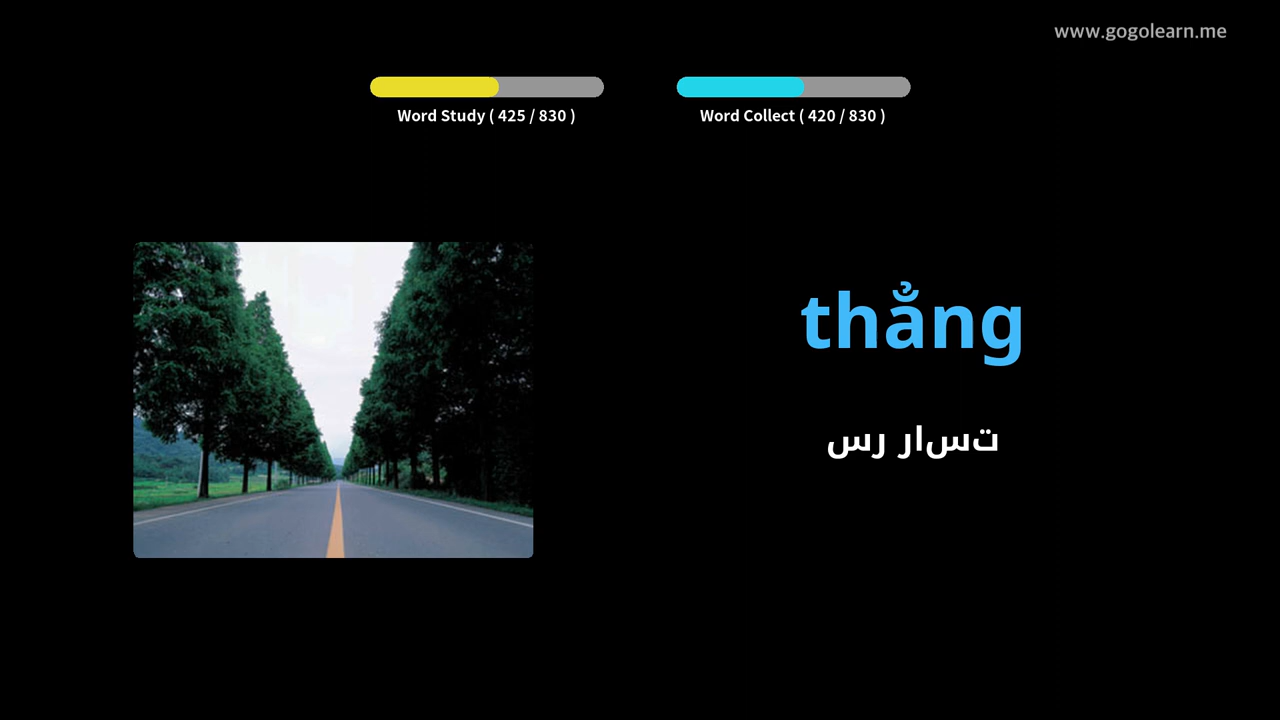 www.gogolearn.me
Word Study ( 425 / 830 )
Word Collect ( 420 / 830 )
thẳng
تسار رس